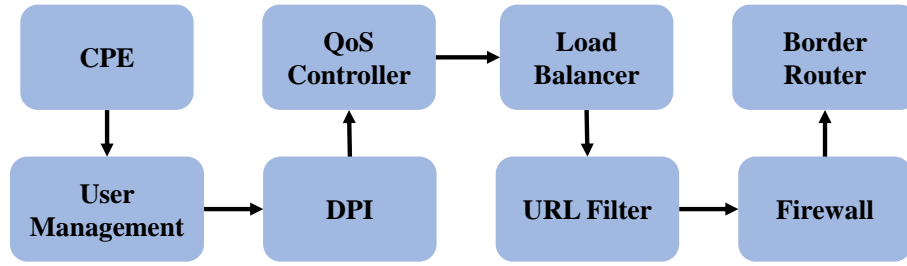 CPE
QoS
Controller
Load
Balancer
Border
Router
User
Management
DPI
URL Filter
Firewall